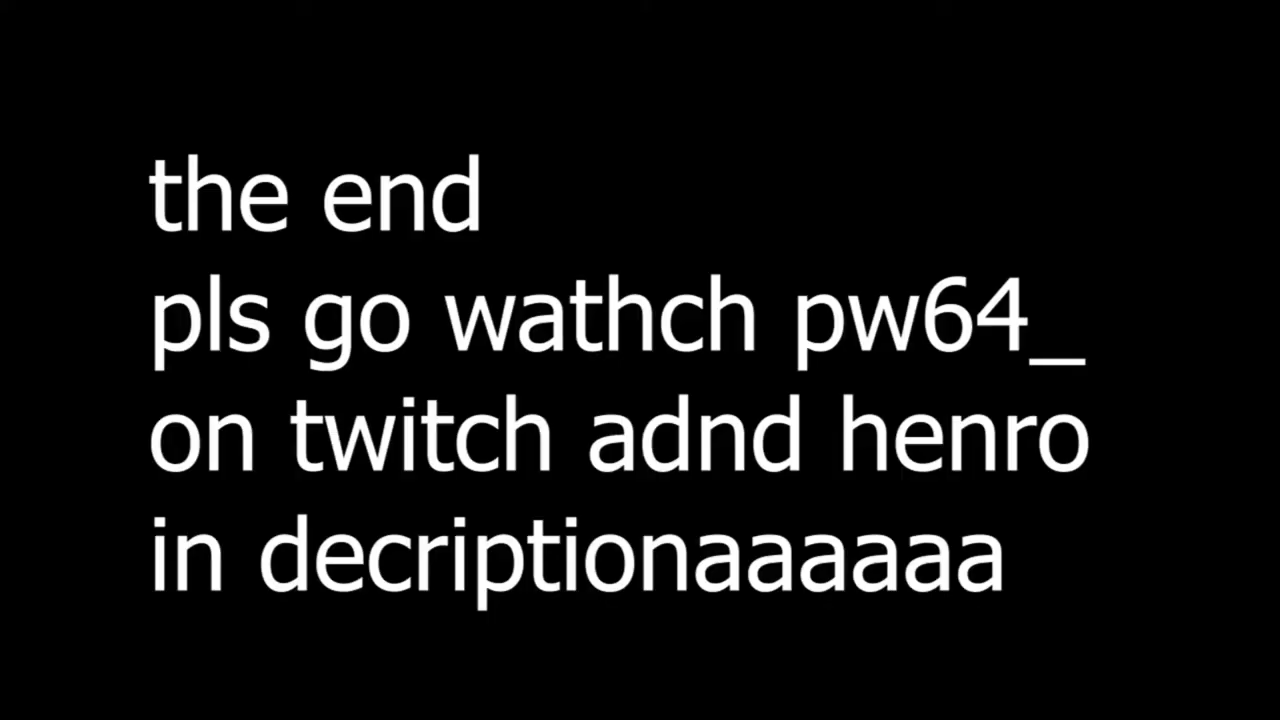 the end
pls go wathch pw64_
on twitch adnd henro
in decriptionaaaaaa